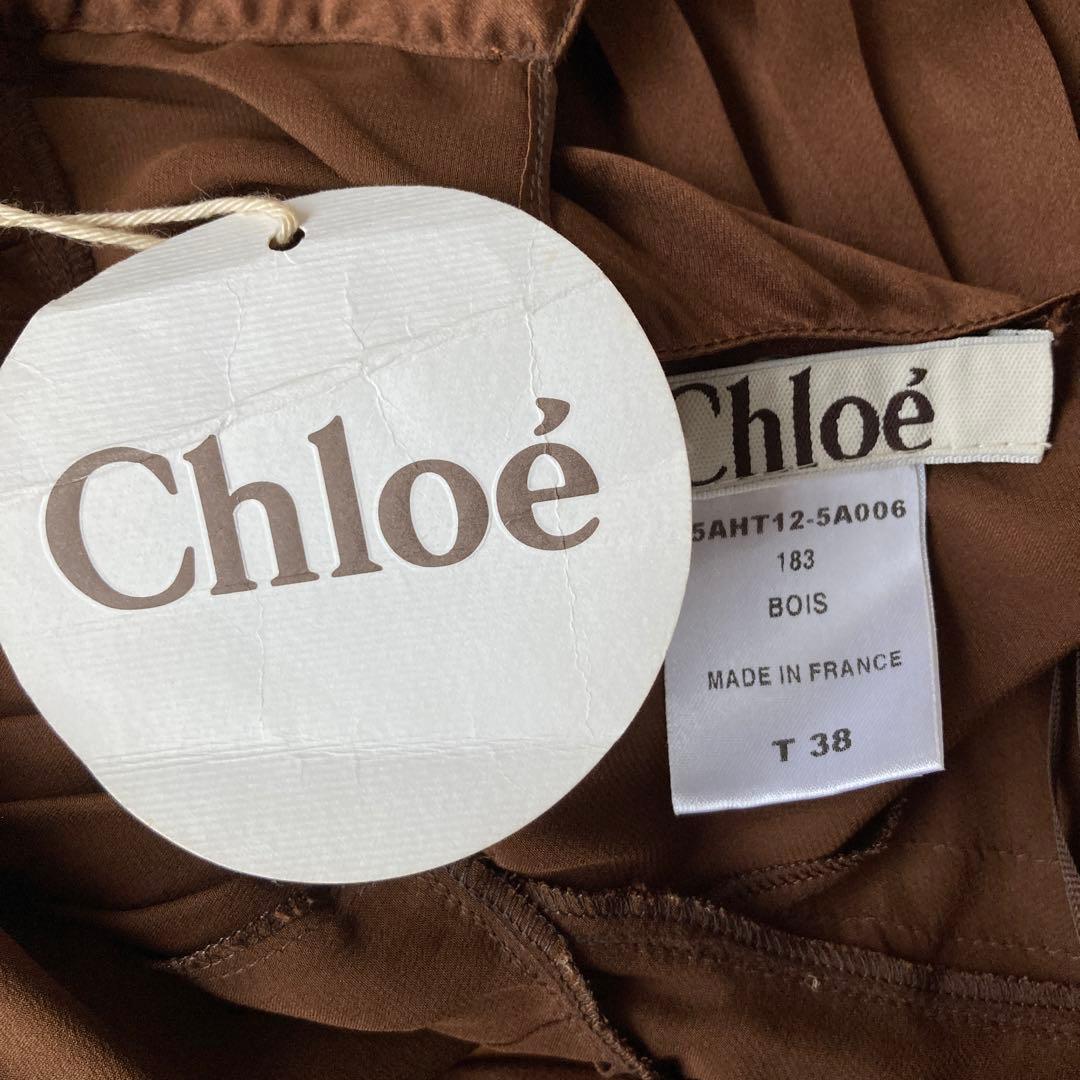 Chloé
Chloé
5AHT12-5A006
183
BOIS
MADE IN FRANCE
T 38